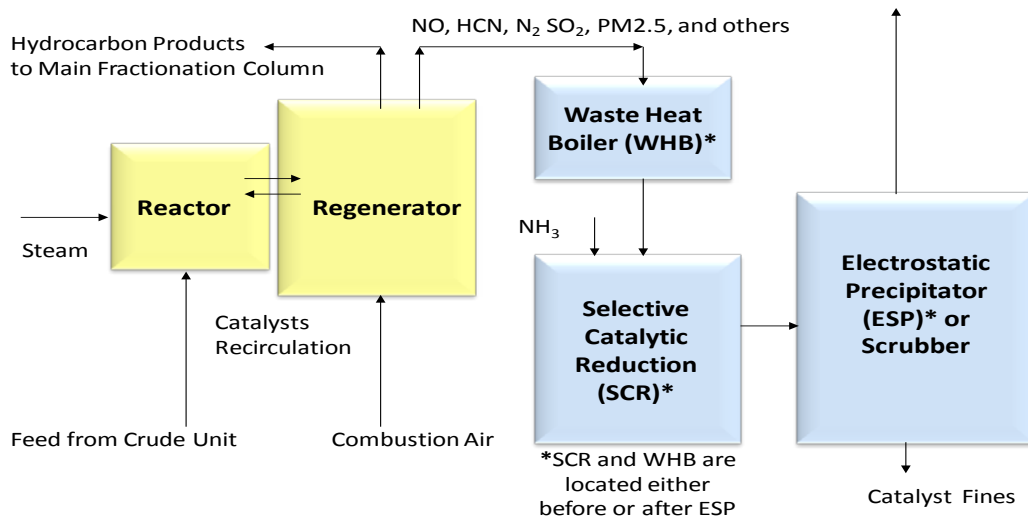 NO, HCN, N₂ SO₂, PM2.5, and others
Hydrocarbon Products
to Main Fractionation Column
Waste Heat
Boiler (WHB)*
Reactor
Regenerator
Steam
NH₃
Electrostatic
Precipitator
(ESP)* or
Scrubber
Selective
Catalytic
Reduction
(SCR)*
Catalysts
Recirculation
Feed from Crude Unit
Combustion Air
*SCR and WHB are
located either
before or after ESP
Catalyst Fines